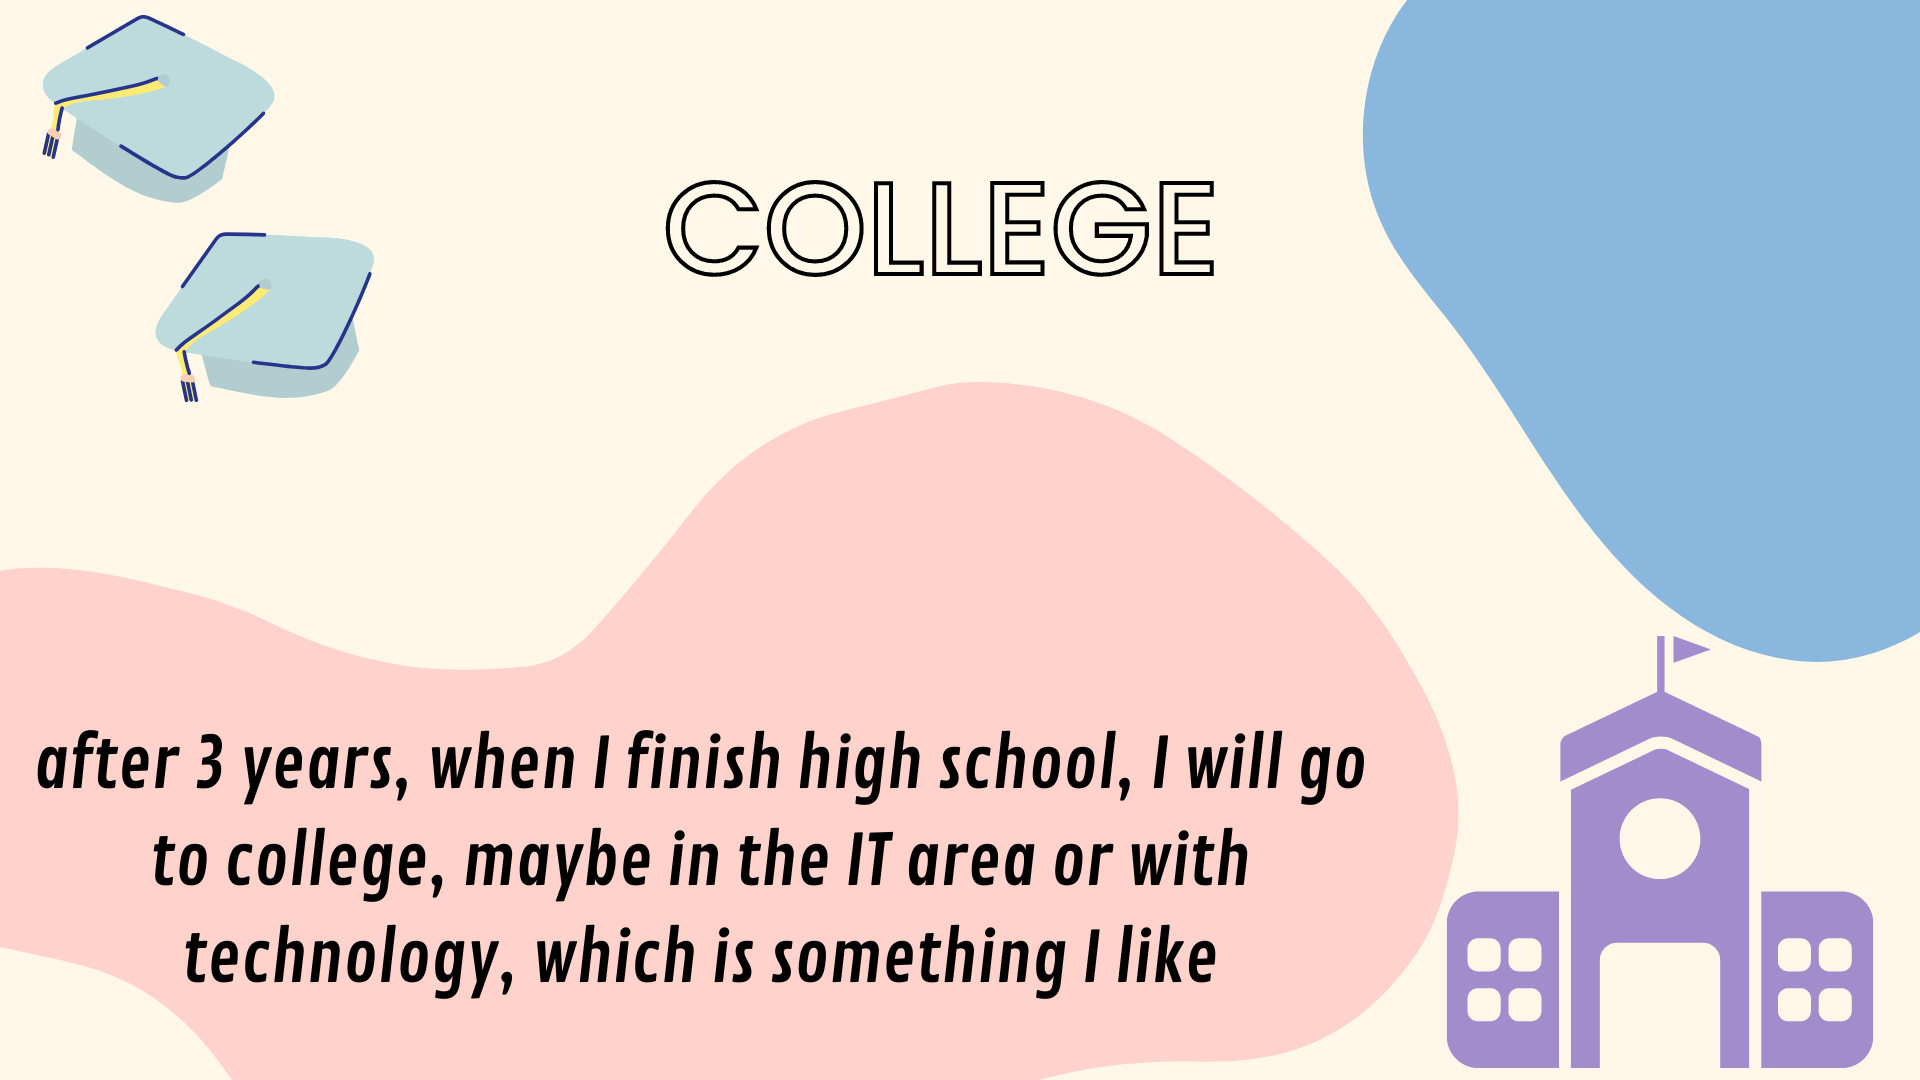 COLLEGE
after 3 years, when I finish high school, I will go
to college, maybe in the IT area or with
technology, which is something I like